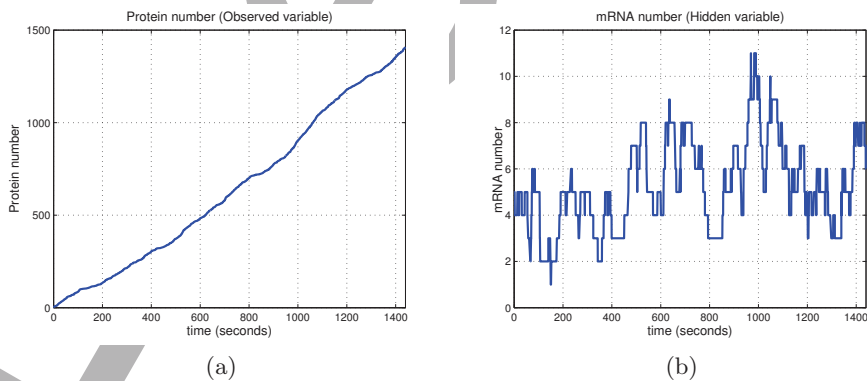 Protein number (Observed variable)
1500
1000
500
0
Protein number
0 200 400 600 800 1000 1200 1400
time (seconds)
(a)
mRNA number (Hidden variable)
12
10
8
6
4
2
0
mRNA number
0 200 400 600 800 1000 1200 1400
time (seconds)
(b)